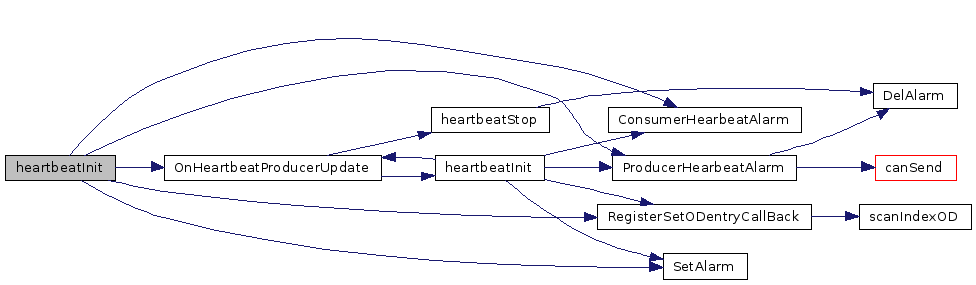 DelAlarm
heartbeatStop
ConsumerHearbeatAlarm
heartbeatInit
OnHeartbeatProducerUpdate
heartbeatInit
ProducerHearbeatAlarm
canSend
RegisterSetODentryCallBack
scanIndexOD
SetAlarm